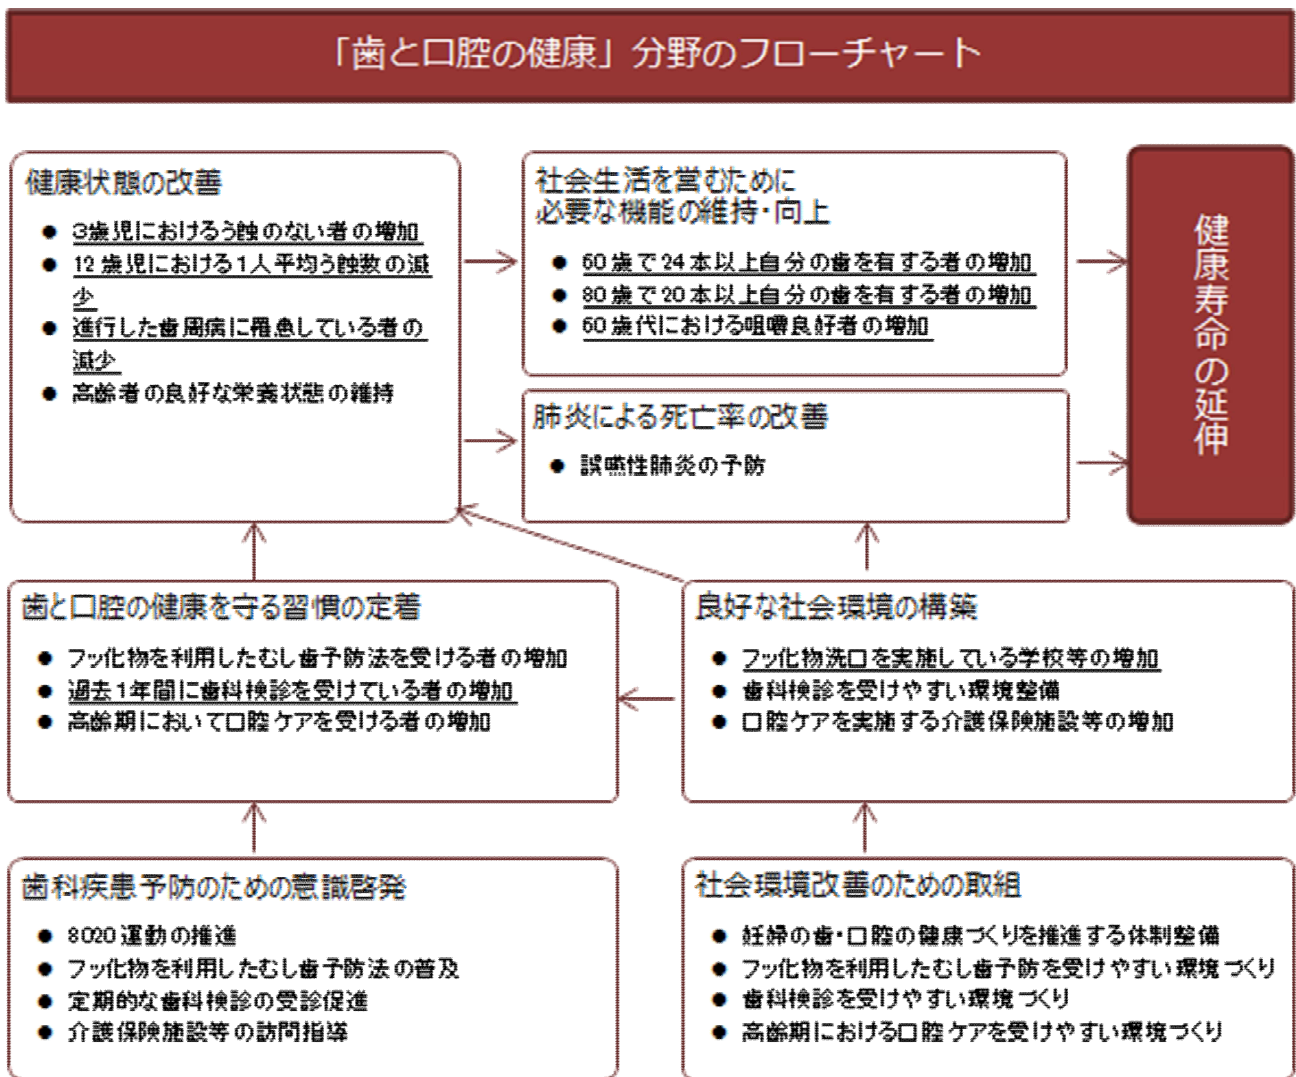 「歯と口腔の健康」分野のフローチャート
健康状態の改善
● 3歳児におけるう蝕のない者の増加
● 12歳児における1人平均う蝕数の減
少
● 進行した歯周病に罹患している者の
減少
● 高齢者の良好な栄養状態の維持
社会生活を営むために
必要な機能の維持・向上
● 60歳で24本以上自分の歯を有する者の増加
● 80歳で20本以上自分の歯を有する者の増加
● 60歳代における咀嚼良好者の増加
肺炎による死亡率の改善
● 誤嚥性肺炎の予防
健康寿命の延伸
歯と口腔の健康を守る習慣の定着
● フッ化物を利用したむし歯予防法を受ける者の増加
● 過去1年間に歯科検診を受けている者の増加
● 高齢期において口腔ケアを受ける者の増加
良好な社会環境の構築
● フッ化物洗口を実施している学校等の増加
● 歯科検診を受けやすい環境整備
● 口腔ケアを実施する介護保険施設等の増加
歯科疾患予防のための意識啓発
● 8020運動の推進
● フッ化物を利用したむし歯予防法の普及
● 定期的な歯科検診の受診促進
● 介護保険施設等の訪問指導
社会環境改善のための取組
● 妊婦の歯・口腔の健康づくりを推進する体制整備
● フッ化物を利用したむし歯予防を受けやすい環境づくり
● 歯科検診を受けやすい環境づくり
● 高齢期における口腔ケアを受けやすい環境づくり